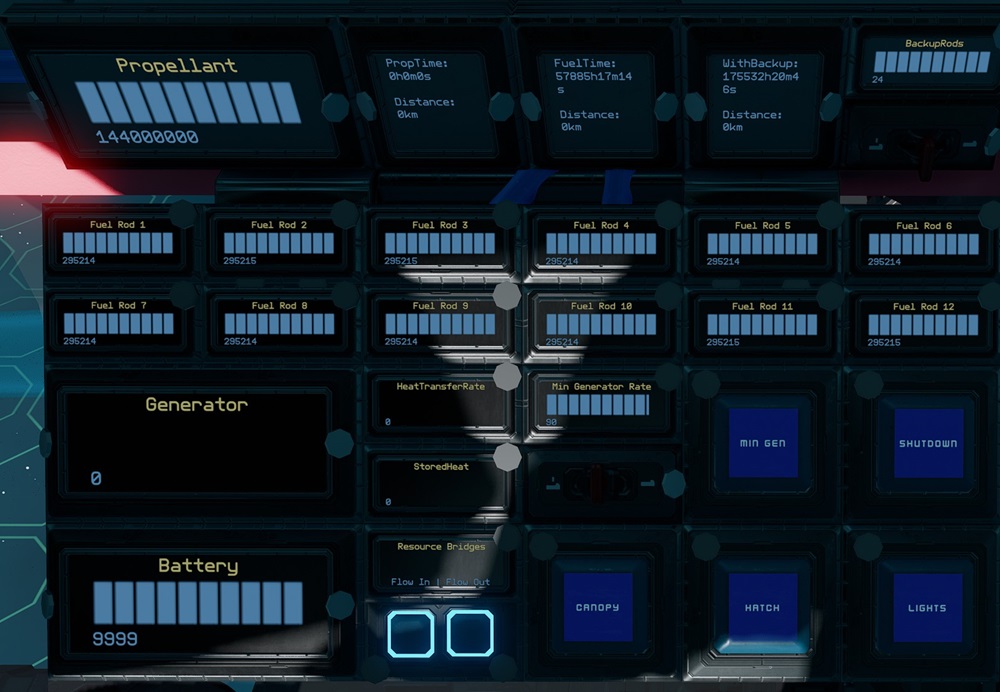 Propellant
144000000
PropTime:
0h0m0s
Distance:
0km
FuelTime:
57885h17m14
s
Distance:
0km
WithBackup:
175532h20m4
6s
Distance:
0km
BackupRods
24
Fuel Rod 1
295214
Fuel Rod 2
295215
Fuel Rod 3
295215
Fuel Rod 4
295214
Fuel Rod 5
295214
Fuel Rod 6
295214
Fuel Rod 7
295214
Fuel Rod 8
295214
Fuel Rod 9
295214
Fuel Rod 10
295214
Fuel Rod 11
295215
Fuel Rod 12
295215
Generator
0
HeatTransferRate
0
Min Generator Rate
90
StoredHeat
0
MIN GEN
SHUTDOWN
Battery
9999
Resource Bridges
Flow In | Flow Out
CANOPY
HATCH
LIGHTS